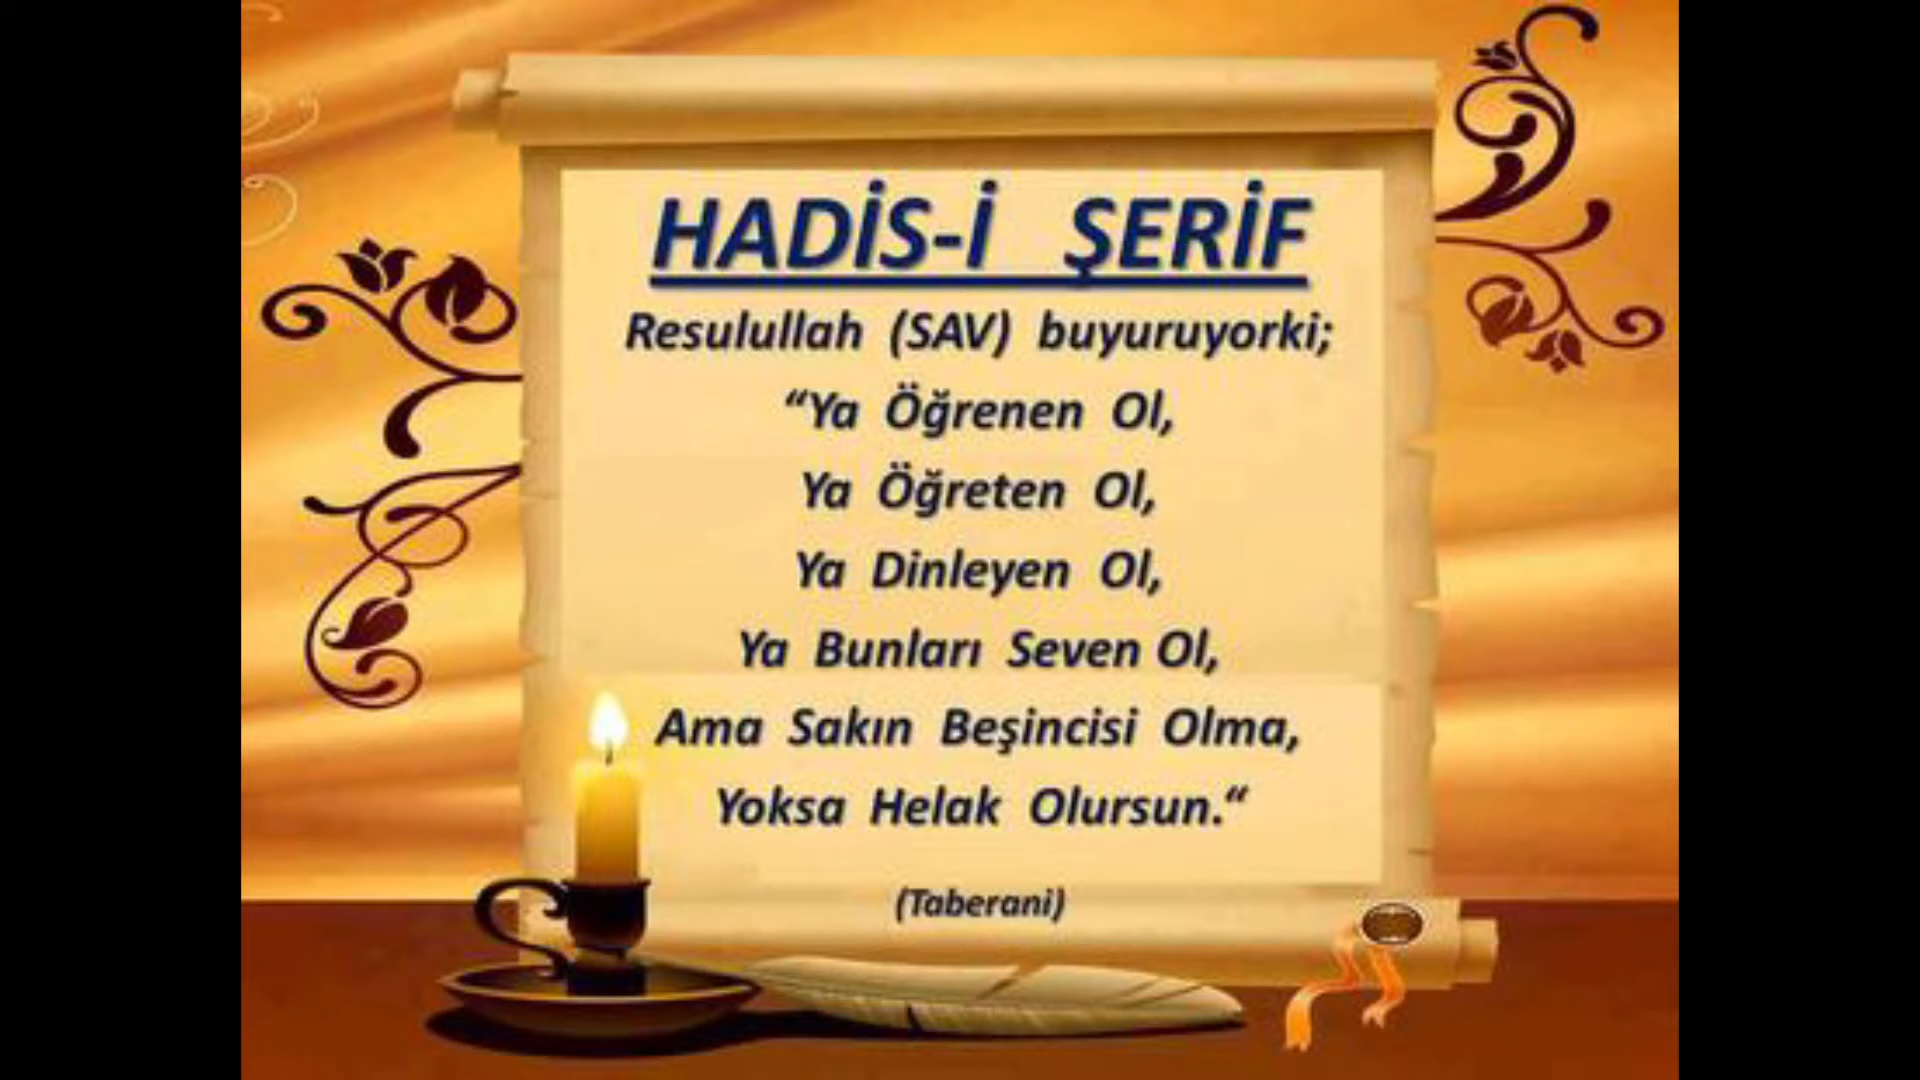 HADİS-İ ŞERİF
Resulullah (SAV) buyuruyorki;
“Ya Öğrenen Ol,
Ya Öğreten Ol,
Ya Dinleyen Ol,
Ya Bunları Seven Ol,
Ama Sakın Beşincisi Olma,
Yoksa Helak Olursun.“
(Taberani)